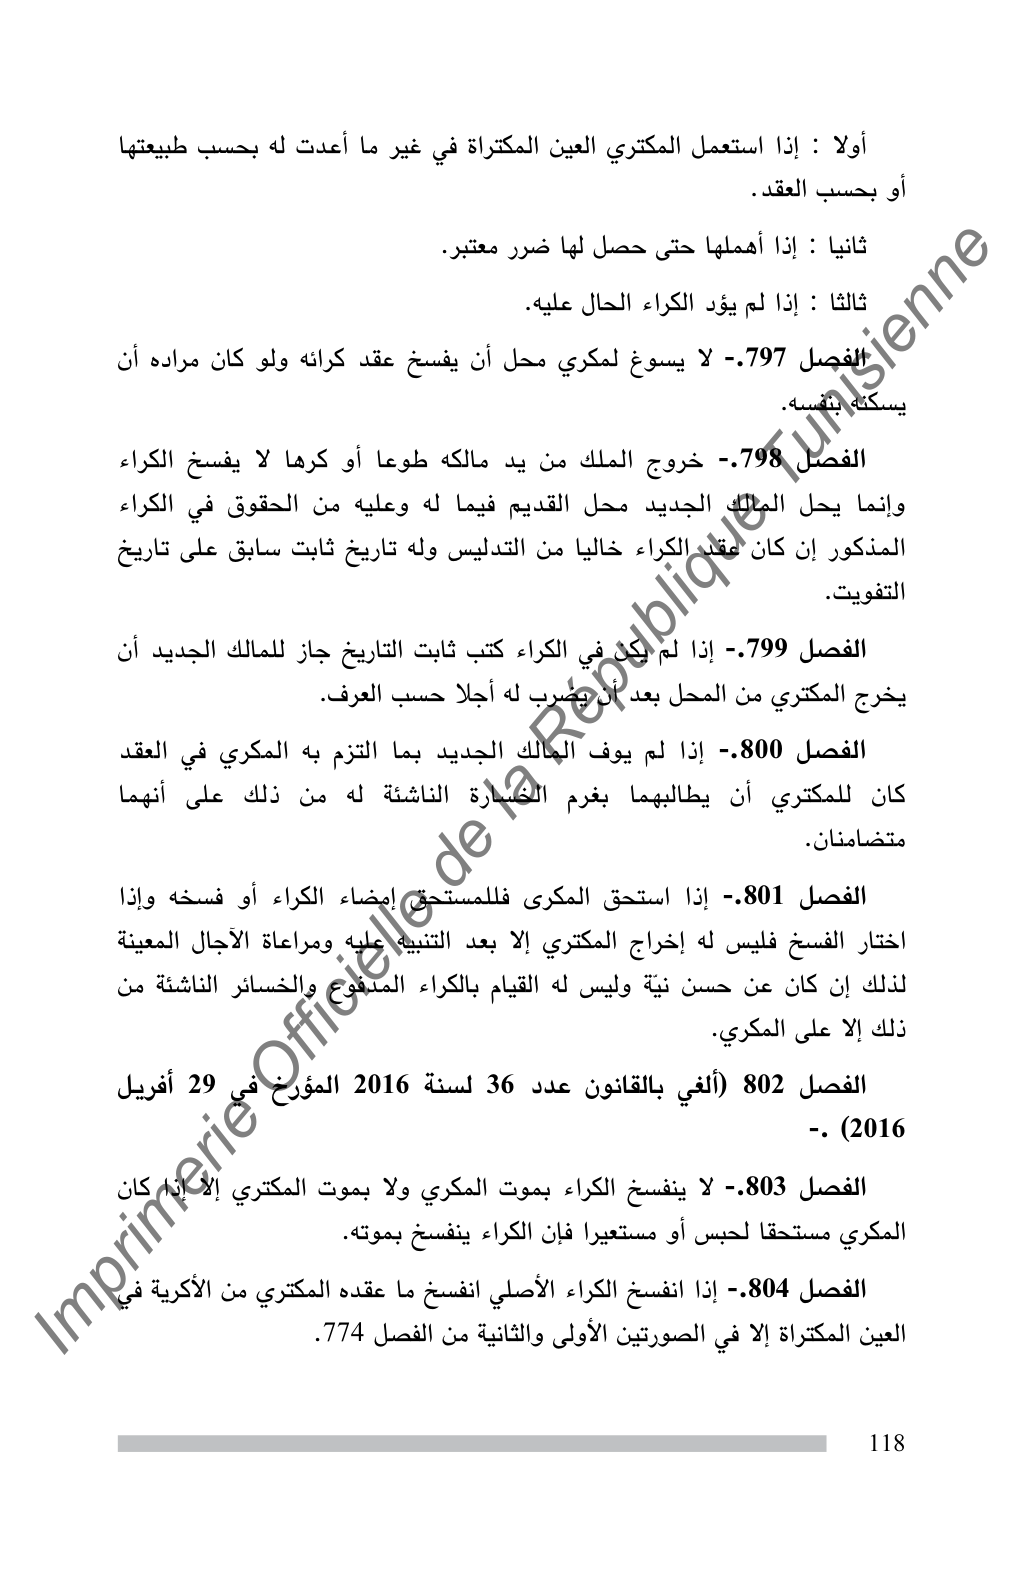 أولا : إذا استعمل المكتري العين المكتراة في غير ما أعدت له بحسب طبيعتها
أو بحسب العقد.
ثانيا : إذا أهملها حتى حصل لها ضرر معتبر.
ثالثا : إذا لم يؤد الكراء الحال عليه.
الفصل 797.- لا يسوغ لمكري محل أن يفسخ عقد كرائه ولو كان مراده أن
يسكنه بنفسه.
الفصل 798.- خروج الملك من يد مالكه طوعا أو كرها لا يفسخ الكراء
وإنما يحل المالك الجديد محل القديم فيما له وعليه من الحقوق في الكراء
المذكور إن كان عقد الكراء خاليا من التدليس وله تاريخ ثابت سابق على تاريخ
التفويت.
الفصل 799.- إذا لم يكن في الكراء كتب ثابت التاريخ جاز للمالك الجديد أن
يخرج المكتري من المحل بعد أن يضرب له أجلا حسب العرف.
الفصل 800.- إذا لم يوف المالك الجديد بما التزم به المكري في العقد
كان للمكتري أن يطالبهما بغرم الخسارة الناشئة له من ذلك على أنهما
متضامنان.
الفصل 801.- إذا استحق المكرى فللمستحق إمضاء الكراء أو فسخه وإذا
اختار الفسخ فليس له إخراج المكتري إلا بعد التنبيه عليه ومراعاة الآجال المعينة
لذلك إن كان عن حسن نيّة وليس له القيام بالكراء المدفوع والخسائر الناشئة من
ذلك إلا على المكري.
الفصل 802 (ألغي بالقانون عدد 36 لسنة 2016 المؤرخ في 29 أفريل
2016) .-
الفصل 803.- لا ينفسخ الكراء بموت المكري ولا بموت المكتري إلا إذا كان
المكري مستحقا لحبس أو مستعيرا فإن الكراء ينفسخ بموته.
الفصل 804.- إذا انفسخ الكراء الأصلي انفسخ ما عقده المكتري من الأكرية في
العين المكتراة إلا في الصورتين الأولى والثانية من الفصل 774.
118
Imprimerie Officielle de la République Tunisienne